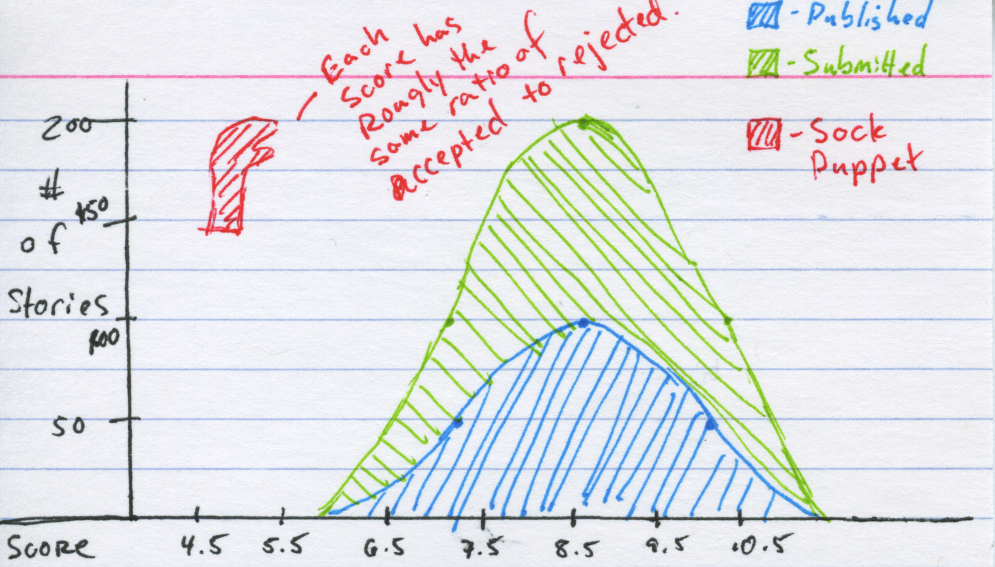 Each
score has
Rougly the
same ratio of
accepted to rejected.
- Published
- Submitted
- Sock
Puppet
200
#
150
of
Stories
100
50
Score 4.5 5.5 6.5 7.5 8.5 9.5 10.5